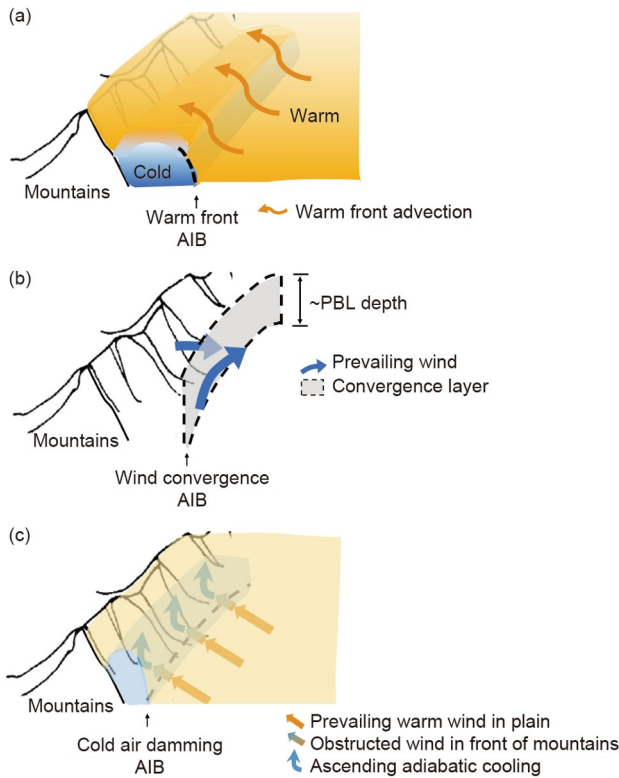 (a)
Warm
Cold
Mountains
Warm front
AIB
Warm front advection
(b)
~PBL depth
Prevailing wind
Convergence layer
Mountains
Wind convergence
AIB
(c)
Mountains
Cold air damming
AIB
Prevailing warm wind in plain
Obstructed wind in front of mountains
Ascending adiabatic cooling